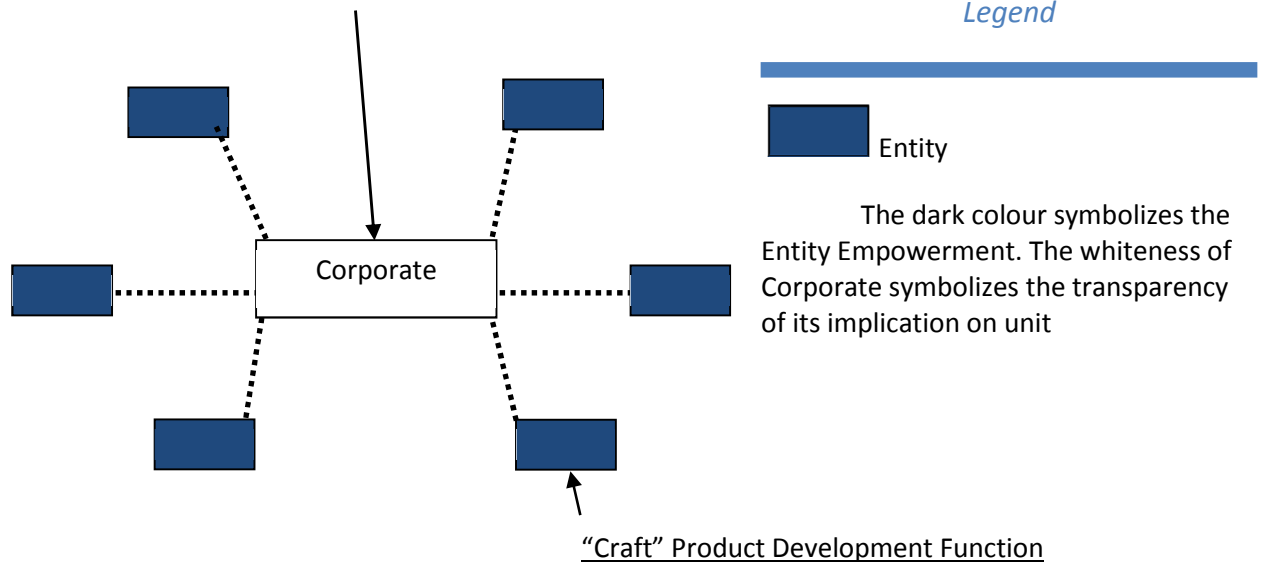 Legend
Entity
The dark colour symbolizes the
Entity Empowerment. The whiteness of
Corporate symbolizes the transparency
of its implication on unit
Corporate
“Craft” Product Development Function